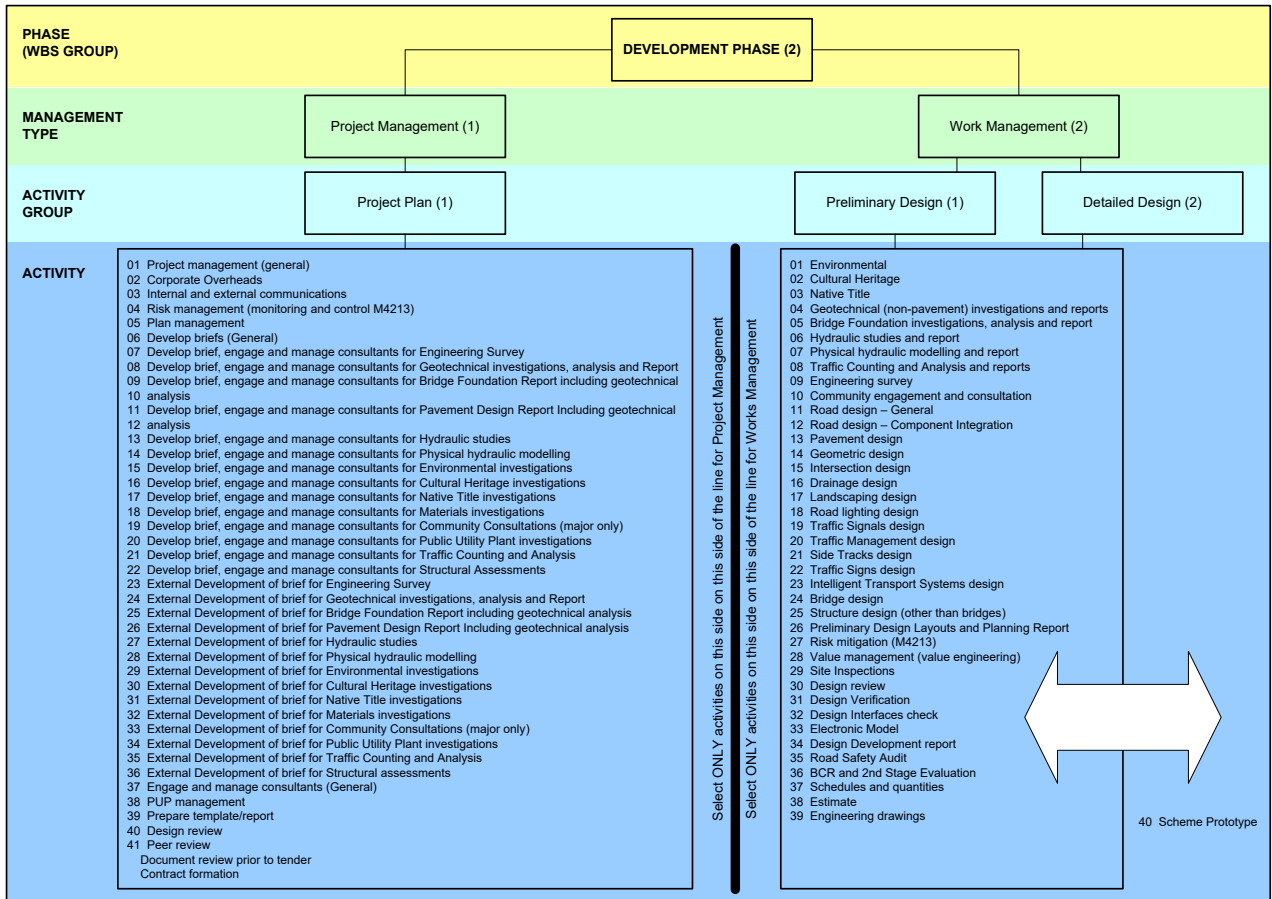 PHASE
(WBS GROUP)
DEVELOPMENT PHASE (2)
MANAGEMENT
TYPE
Project Management (1)
Work Management (2)
ACTIVITY
GROUP
Project Plan (1)
Preliminary Design (1)
Detailed Design (2)
ACTIVITY
01 Project management (general)
02 Corporate Overheads
03 Internal and external communications
04 Risk management (monitoring and control M4213)
05 Plan management
06 Develop briefs (General)
07 Develop brief, engage and manage consultants for Engineering Survey
08 Develop brief, engage and manage consultants for Geotechnical investigations, analysis and Report
09 Develop brief, engage and manage consultants for Bridge Foundation Report including geotechnical
10 analysis
11 Develop brief, engage and manage consultants for Pavement Design Report Including geotechnical
12 analysis
13 Develop brief, engage and manage consultants for Hydraulic studies
14 Develop brief, engage and manage consultants for Physical hydraulic modelling
15 Develop brief, engage and manage consultants for Environmental investigations
16 Develop brief, engage and manage consultants for Cultural Heritage investigations
17 Develop brief, engage and manage consultants for Native Title investigations
18 Develop brief, engage and manage consultants for Materials investigations
19 Develop brief, engage and manage consultants for Community Consultations (major only)
20 Develop brief, engage and manage consultants for Public Utility Plant investigations
21 Develop brief, engage and manage consultants for Traffic Counting and Analysis
22 Develop brief, engage and manage consultants for Structural Assessments
23 External Development of brief for Engineering Survey
24 External Development of brief for Geotechnical investigations, analysis and Report
25 External Development of brief for Bridge Foundation Report including geotechnical analysis
26 External Development of brief for Pavement Design Report Including geotechnical analysis
27 External Development of brief for Hydraulic studies
28 External Development of brief for Physical hydraulic modelling
29 External Development of brief for Environmental investigations
30 External Development of brief for Cultural Heritage investigations
31 External Development of brief for Native Title investigations
32 External Development of brief for Materials investigations
33 External Development of brief for Community Consultations (major only)
34 External Development of brief for Public Utility Plant investigations
35 External Development of brief for Traffic Counting and Analysis
36 External Development of brief for Structural assessments
37 Engage and manage consultants (General)
38 PUP management
39 Prepare template/report
40 Design review
41 Peer review
Document review prior to tender
Contract formation
Select ONLY activities on this side on this side of the line for Project Management
Select ONLY activities on this side on this side of the line for Works Management
01 Environmental
02 Cultural Heritage
03 Native Title
04 Geotechnical (non-pavement) investigations and reports
05 Bridge Foundation investigations, analysis and report
06 Hydraulic studies and report
07 Physical hydraulic modelling and report
08 Traffic Counting and Analysis and reports
09 Engineering survey
10 Community engagement and consultation
11 Road design – General
12 Road design – Component Integration
13 Pavement design
14 Geometric design
15 Intersection design
16 Drainage design
17 Landscaping design
18 Road lighting design
19 Traffic Signals design
20 Traffic Management design
21 Side Tracks design
22 Traffic Signs design
23 Intelligent Transport Systems design
24 Bridge design
25 Structure design (other than bridges)
26 Preliminary Design Layouts and Planning Report
27 Risk mitigation (M4213)
28 Value management (value engineering)
29 Site Inspections
30 Design review
31 Design Verification
32 Design Interfaces check
33 Electronic Model
34 Design Development report
35 Road Safety Audit
36 BCR and 2nd Stage Evaluation
37 Schedules and quantities
38 Estimate
39 Engineering drawings
40 Scheme Prototype